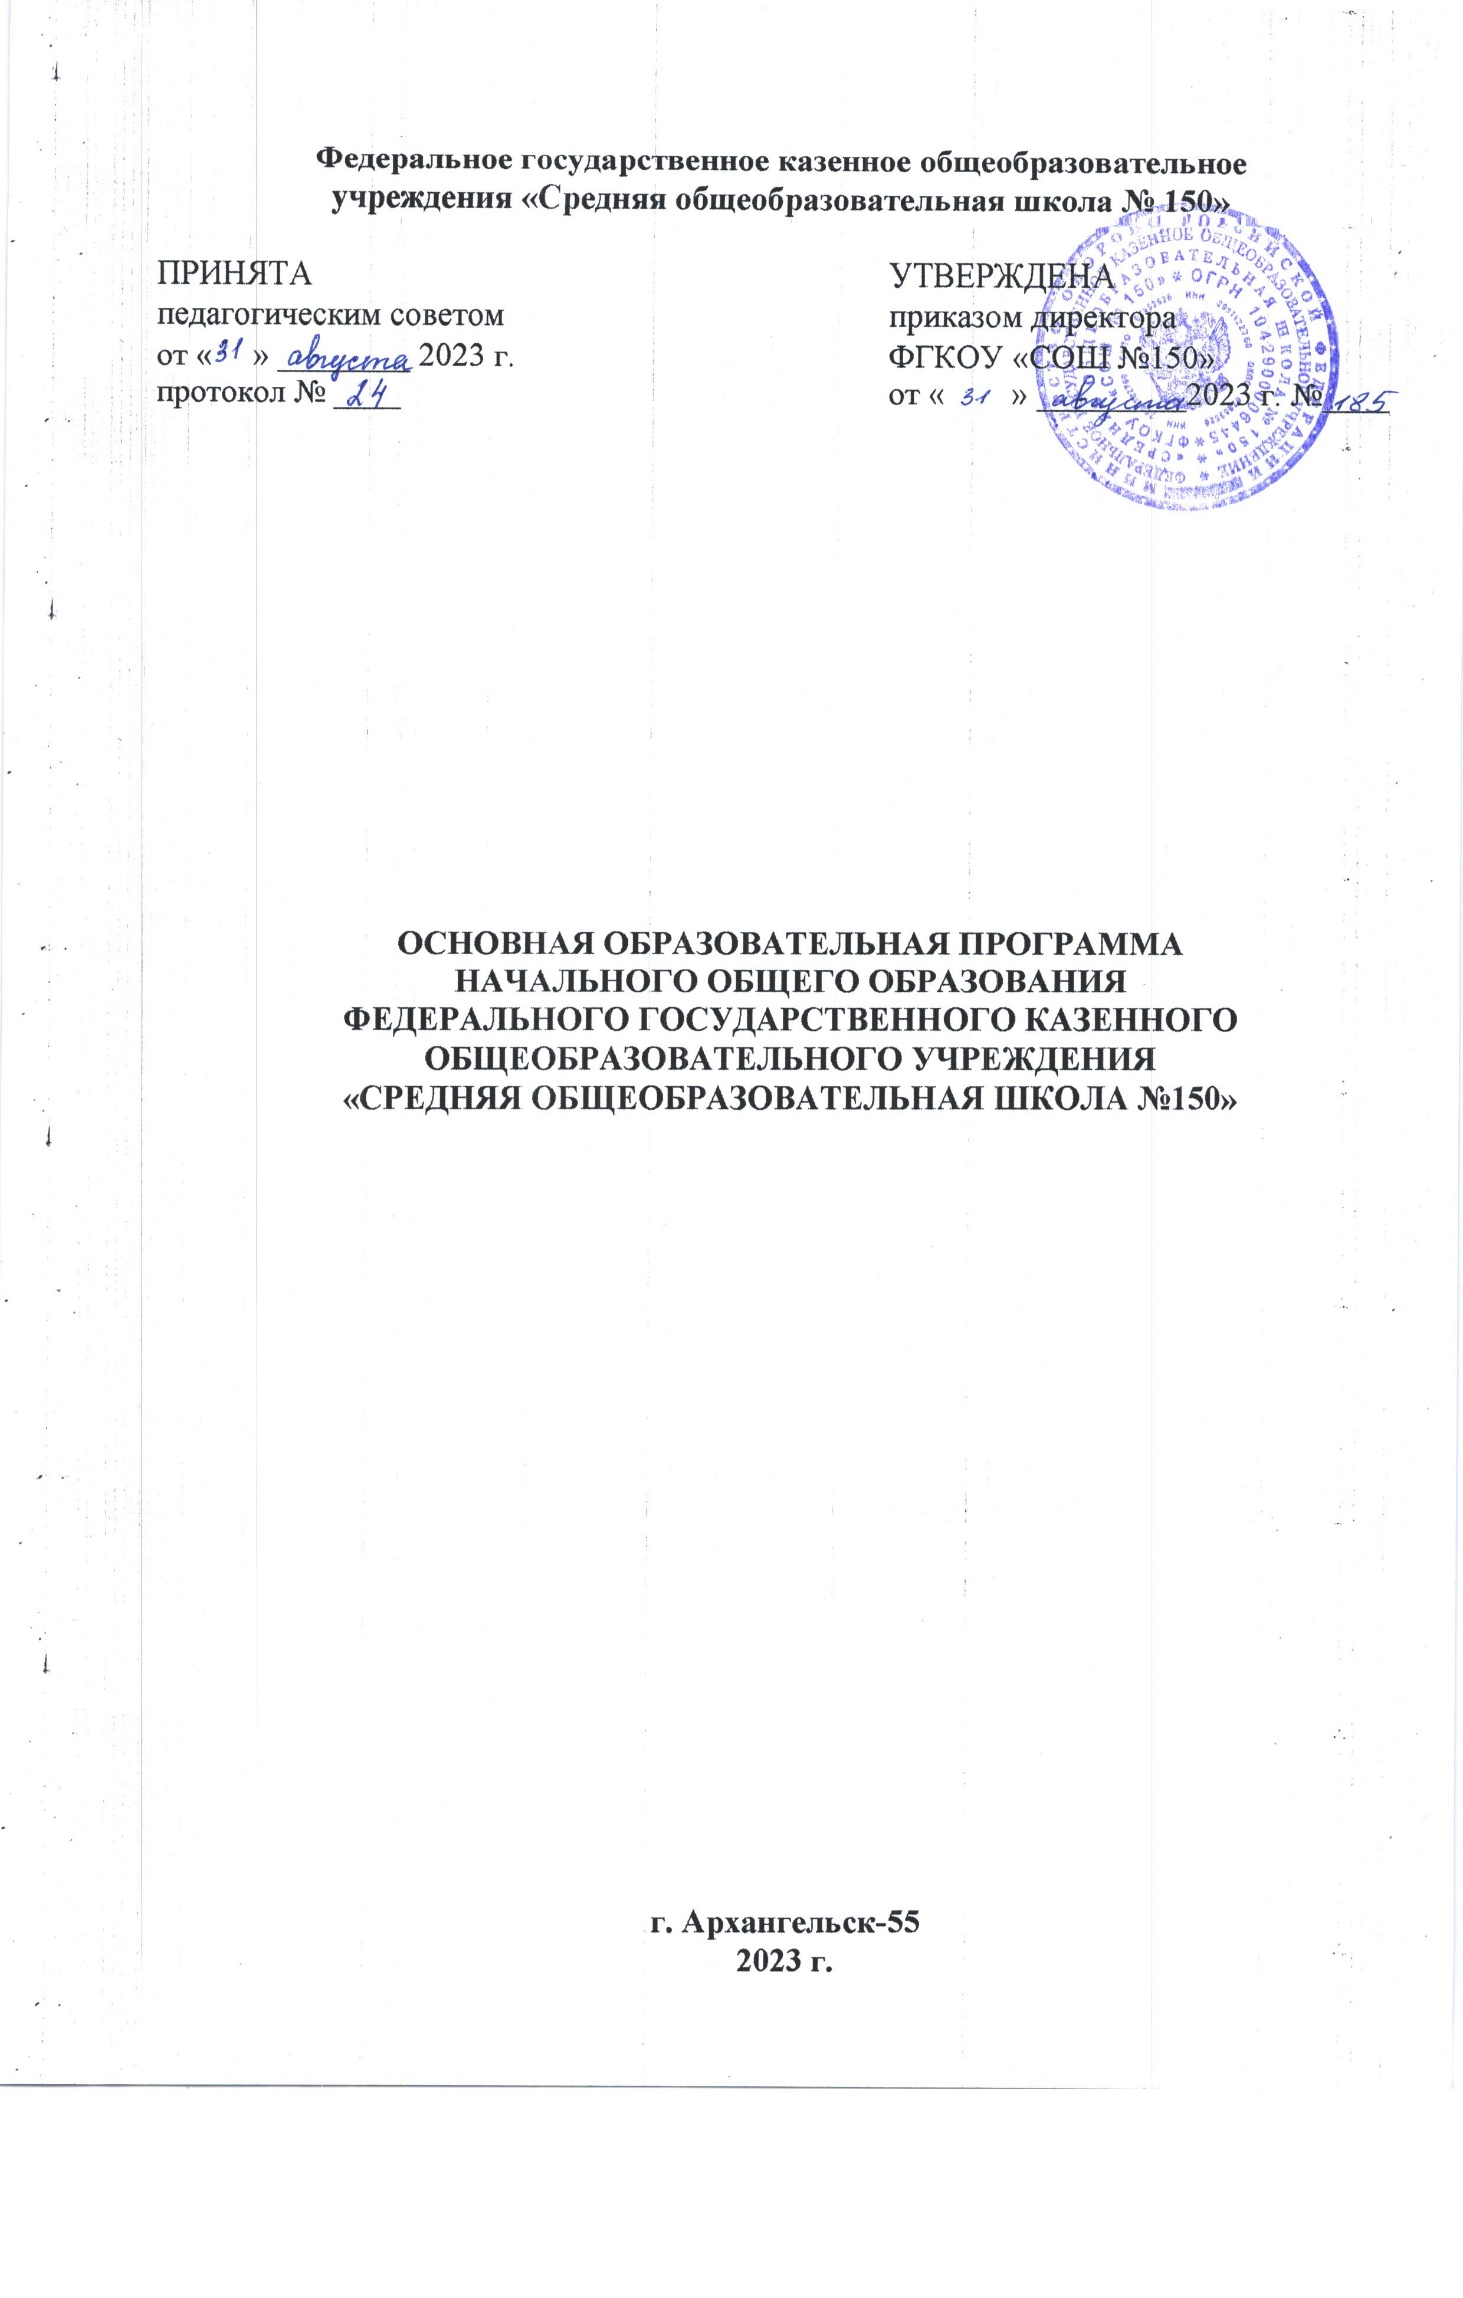 Федеральное государственное казенное общеобразовательное
учреждения «Средняя общеобразовательная школа № 150»
ПРИНЯТА
педагогическим советом
от «31» августа 2023 г.
протокол № 24
УТВЕРЖДЕНА
приказом директора
ФГКОУ «СОШ №150»
от « 31 » августа 2023 г. № 185
ОСНОВНАЯ ОБРАЗОВАТЕЛЬНАЯ ПРОГРАММА
НАЧАЛЬНОГО ОБЩЕГО ОБРАЗОВАНИЯ
ФЕДЕРАЛЬНОГО ГОСУДАРСТВЕННОГО КАЗЕННОГО
ОБЩЕОБРАЗОВАТЕЛЬНОГО УЧРЕЖДЕНИЯ
«СРЕДНЯЯ ОБЩЕОБРАЗОВАТЕЛЬНАЯ ШКОЛА №150»
г. Архангельск-55
2023 г.